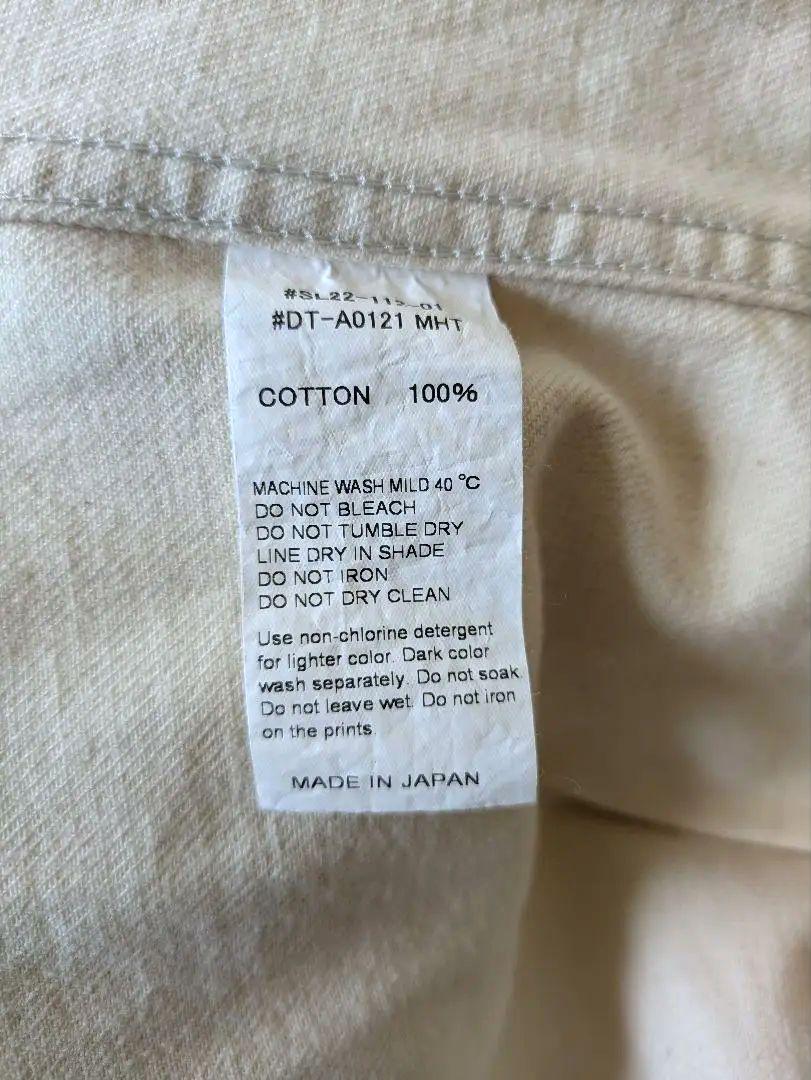 #DT-A0121 MHT
COTTON 100%
MACHINE WASH MILD 40 °C
DO NOT BLEACH
DO NOT TUMBLE DRY
LINE DRY IN SHADE
DO NOT IRON
DO NOT DRY CLEAN
Use non-chlorine detergent
for lighter color. Dark color
wash separately. Do not soak.
Do not leave wet. Do not iron
on the prints.
MADE IN JAPAN